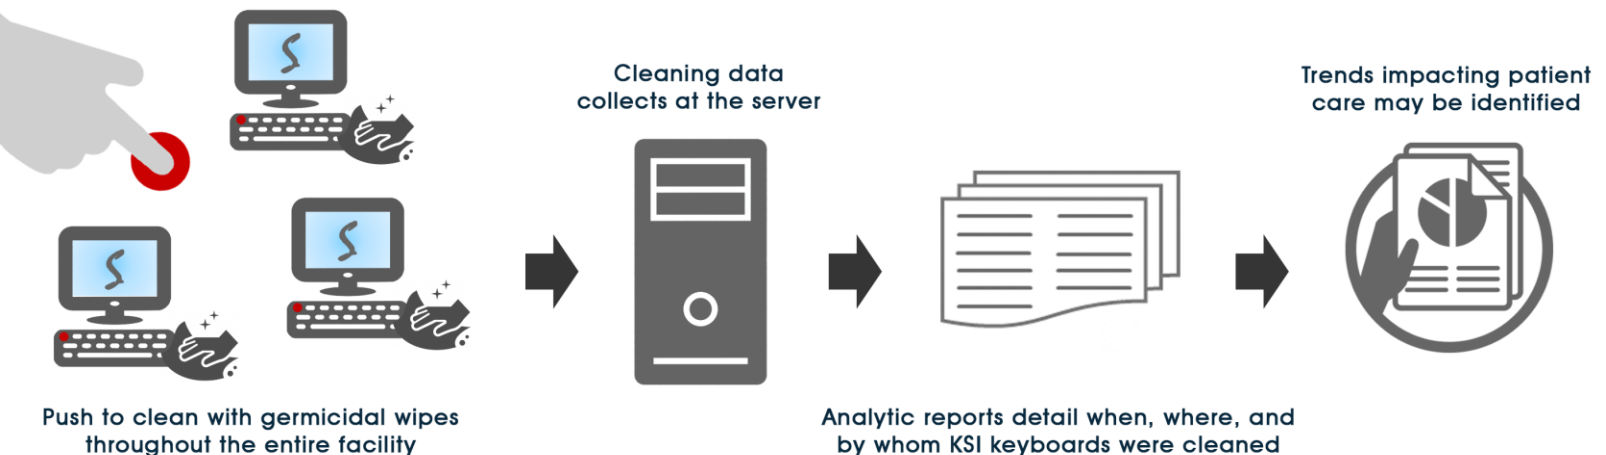 Push to clean with germicidal wipes
throughout the entire facility
Cleaning data
collects at the server
Analytic reports detail when, where, and
by whom KSI keyboards were cleaned
Trends impacting patient
care may be identified